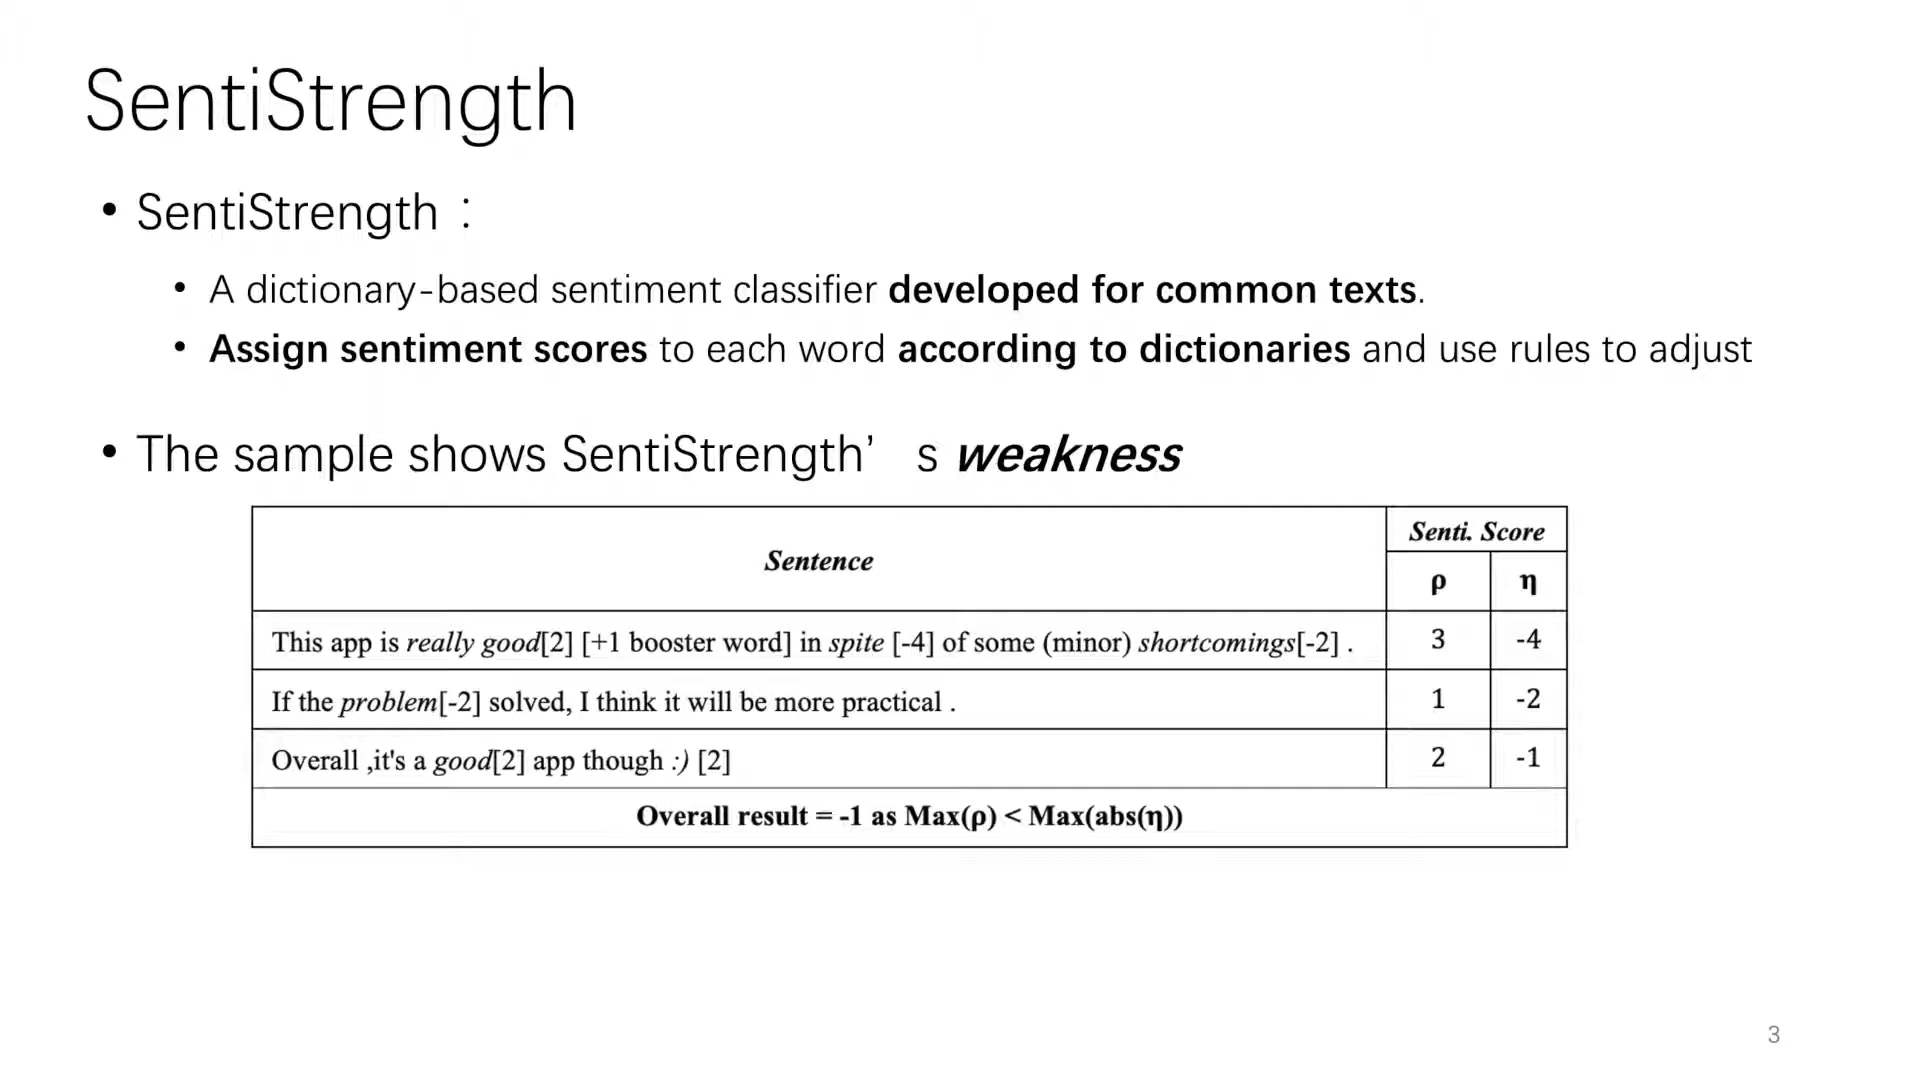 SentiStrength
• SentiStrength：
• A dictionary-based sentiment classifier developed for common texts.
• Assign sentiment scores to each word according to dictionaries and use rules to adjust
• The sample shows SentiStrength’ s weakness
Sentence
Senti. Score
ρ η
This app is really good[2] [+1 booster word] in spite [-4] of some (minor) shortcomings[-2] . 3 -4
If the problem[-2] solved, I think it will be more practical . 1 -2
Overall ,it's a good[2] app though :) [2] 2 -1
Overall result = -1 as Max(ρ) < Max(abs(η))
3